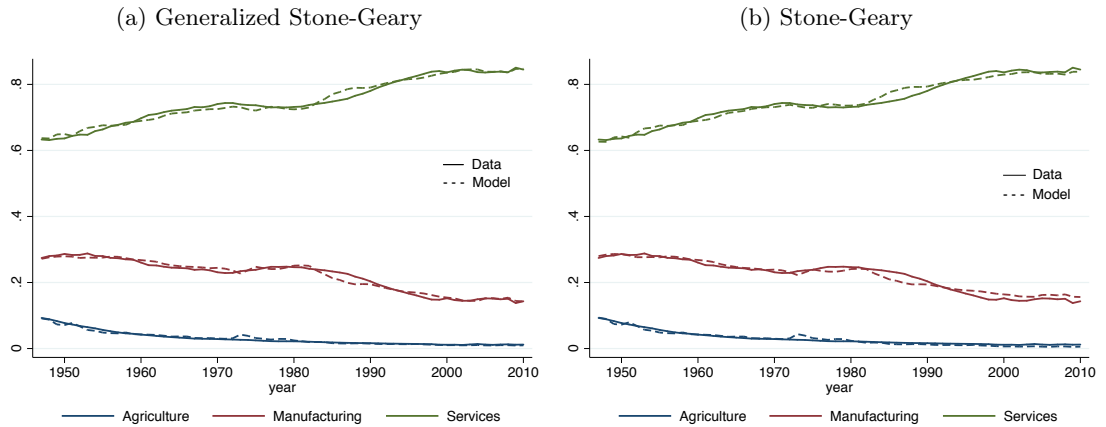 (a) Generalized Stone-Geary
.8
.6
.4
.2
0
Data
Model
1950 1960 1970 1980 1990 2000 2010
year
Agriculture Manufacturing Services
(b) Stone-Geary
.8
.6
.4
.2
0
Data
Model
1950 1960 1970 1980 1990 2000 2010
year
Agriculture Manufacturing Services